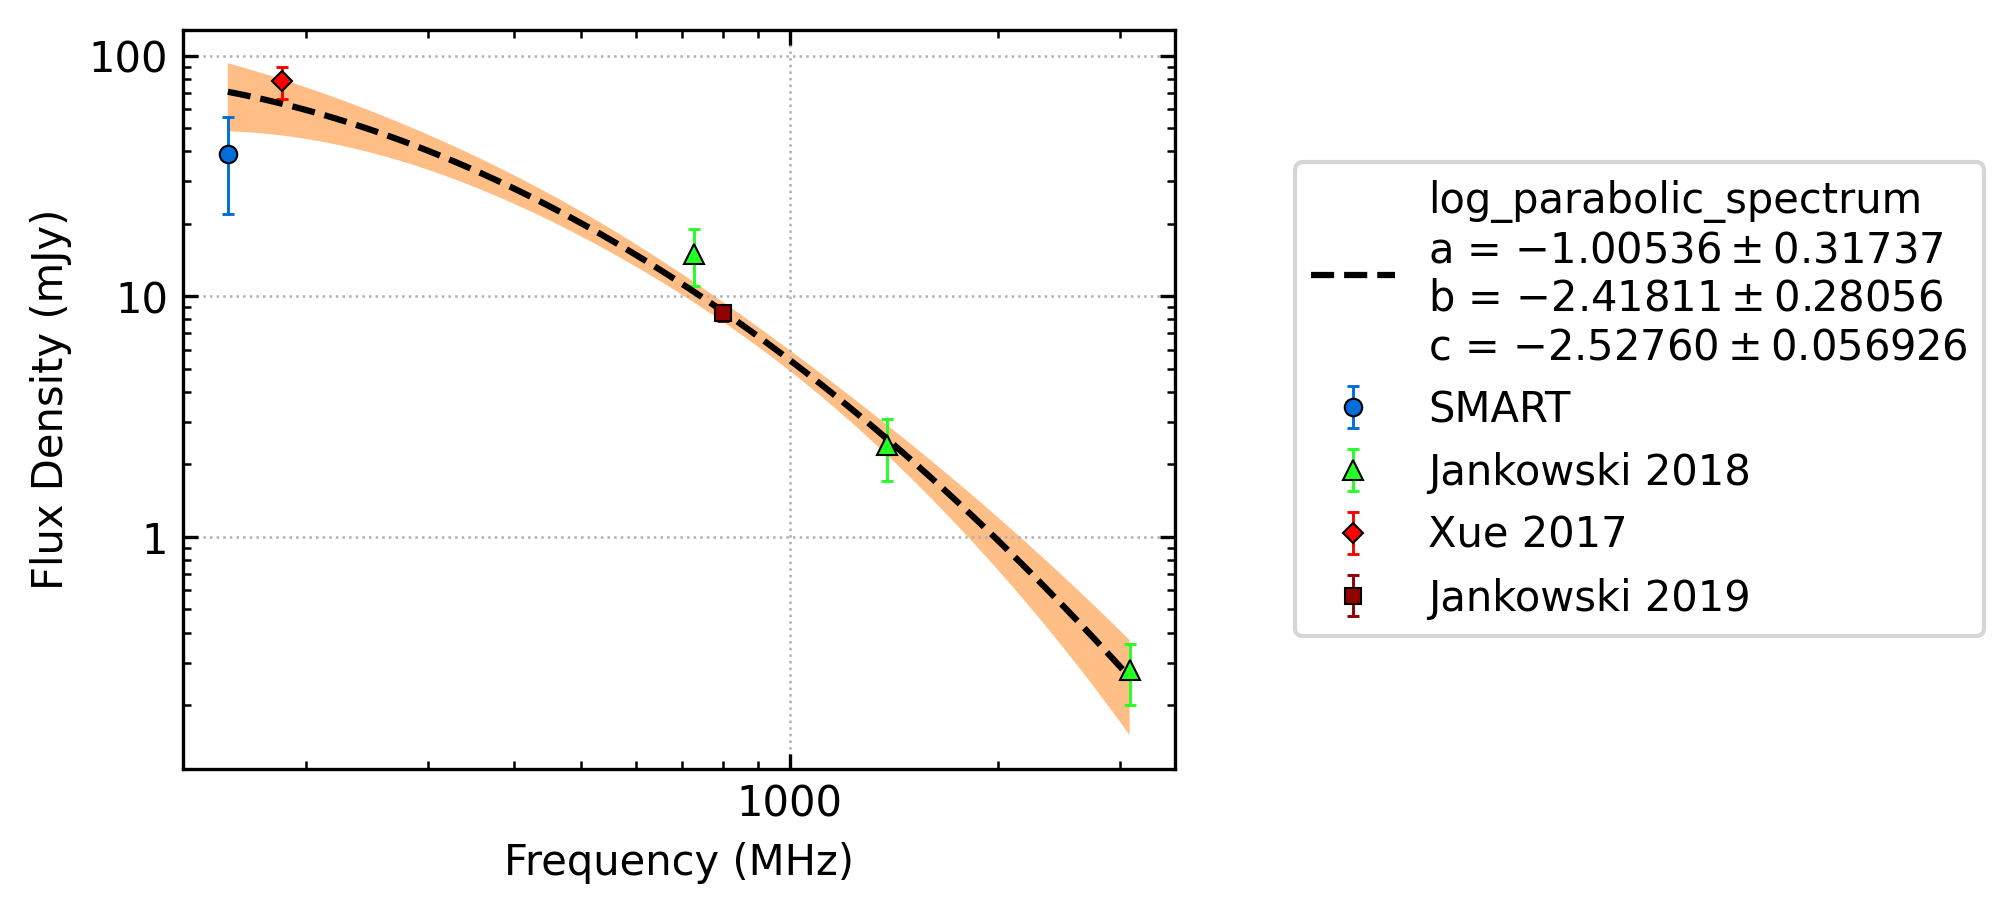 100
10
1
Flux Density (mJy)
1000
Frequency (MHz)
log_parabolic_spectrum
a = −1.00536 ± 0.31737
b = −2.41811 ± 0.28056
c = −2.52760 ± 0.056926
SMART
Jankowski 2018
Xue 2017
Jankowski 2019